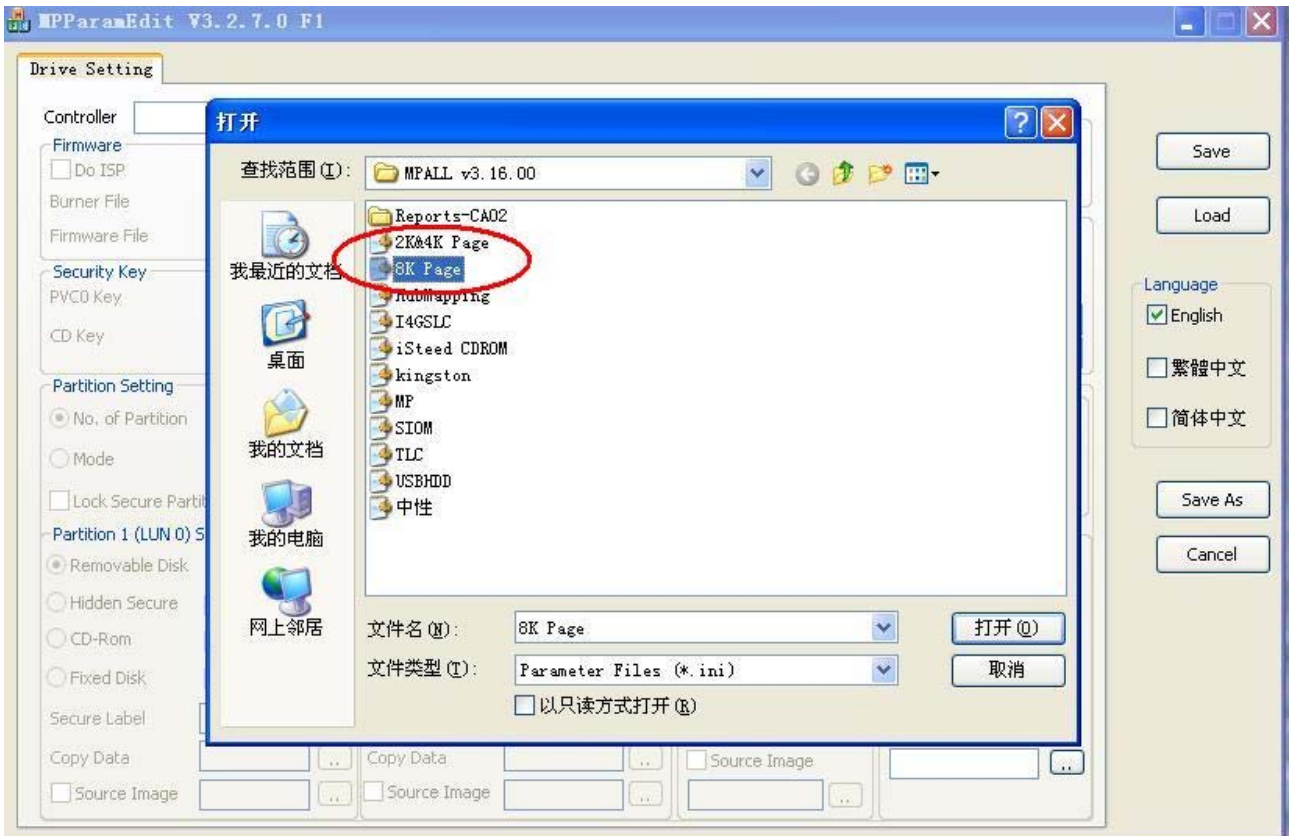 MPParamEdit V3.2.7.0 F1
Drive Setting
Controller
Firmware
Do ISP
Burner File
Firmware File
Security Key
PVC0 Key
CD Key
Partition Setting
No. of Partition
Mode
Lock Secure Partit
Partition 1 (LUN 0) S
Removable Disk
Hidden Secure
CD-Rom
Fixed Disk
Secure Label
Copy Data
Source Image
Copy Data
Source Image
Source Image
打开
查找范围(I):
MPALL v3.16.00
我最近的文档
桌面
我的文档
我的电脑
网上邻居
Reports-CA02
2K&4K Page
8K Page
HubMapping
I4GSLC
iSteed CDROM
kingston
MP
SIOM
TLC
USBHDD
中性
文件名(N):
8K Page
打开(O)
文件类型(T):
Parameter Files (*.ini)
取消
以只读方式打开(R)
Save
Load
Language
English
繁體中文
简体中文
Save As
Cancel